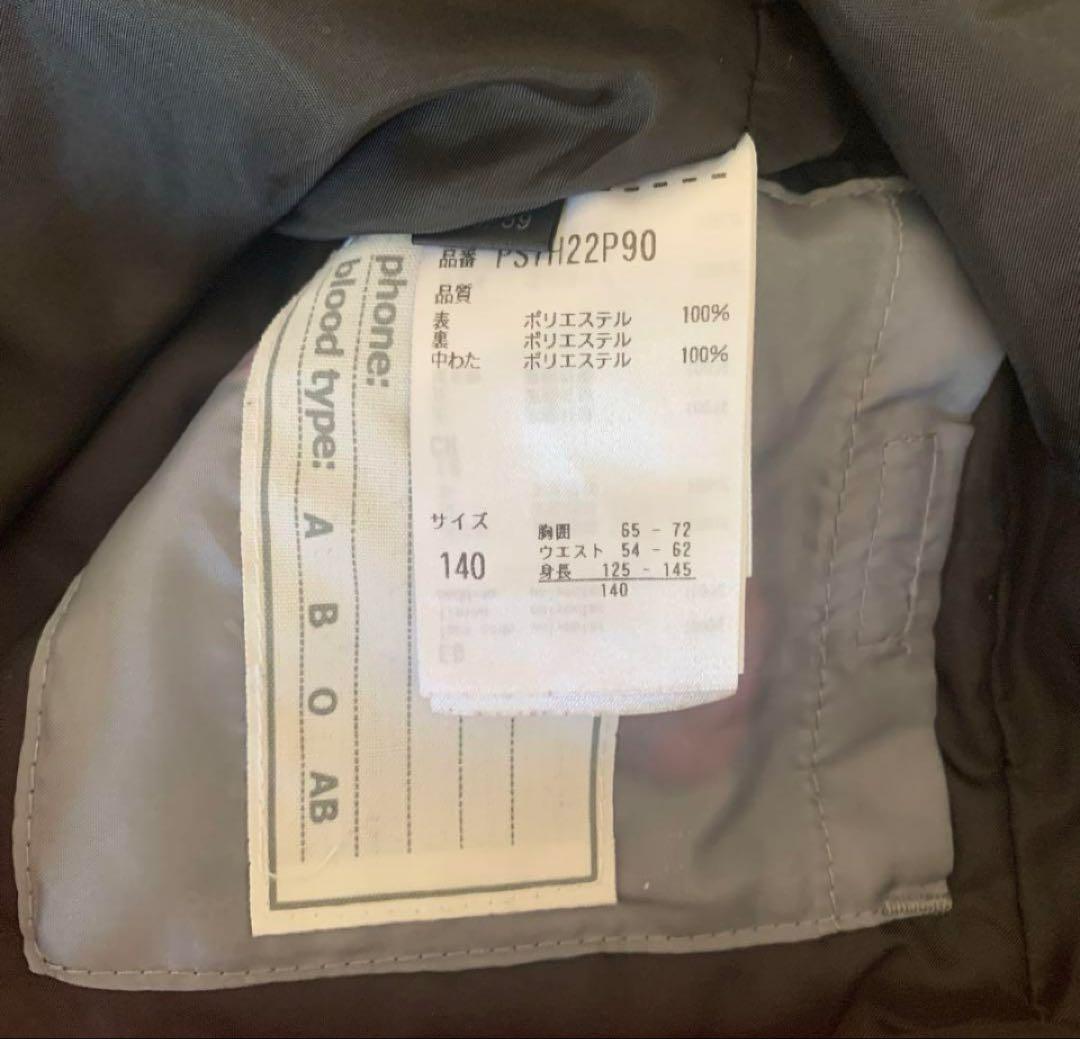 59
品番 PS7H22P90
品質
表 ポリエステル 100%
裏 ポリエステル
中わた ポリエステル 100%
サイズ
140
胸囲 65 - 72
ウエスト 54 - 62
身長 125 - 145
140
phone:
blood type: A B O AB